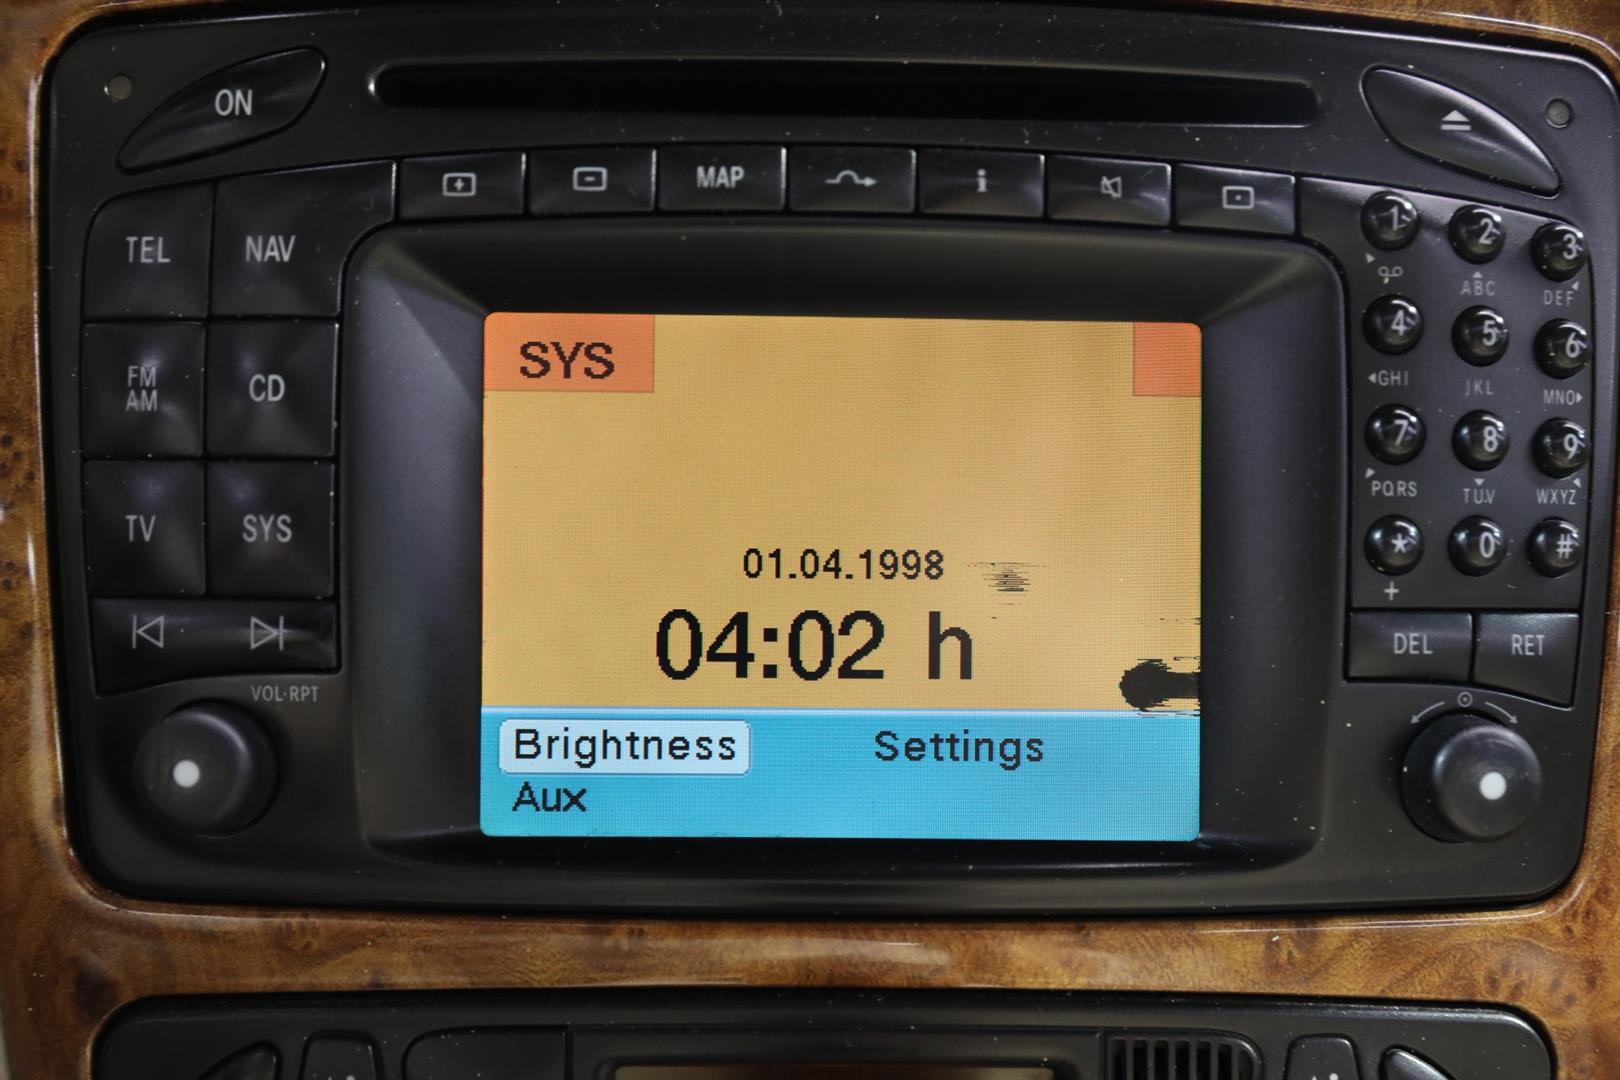 ON
MAP
i
TEL NAV
FM
AM
CD
TV SYS
VOL·RPT
SYS
01.04.1998
04:02 h
Brightness Settings
Aux
1 2 3
ABC DEF
4 5 6
GHI JKL MNO
7 8 9
PQRS TUV WXYZ
* 0 #
+
DEL RET